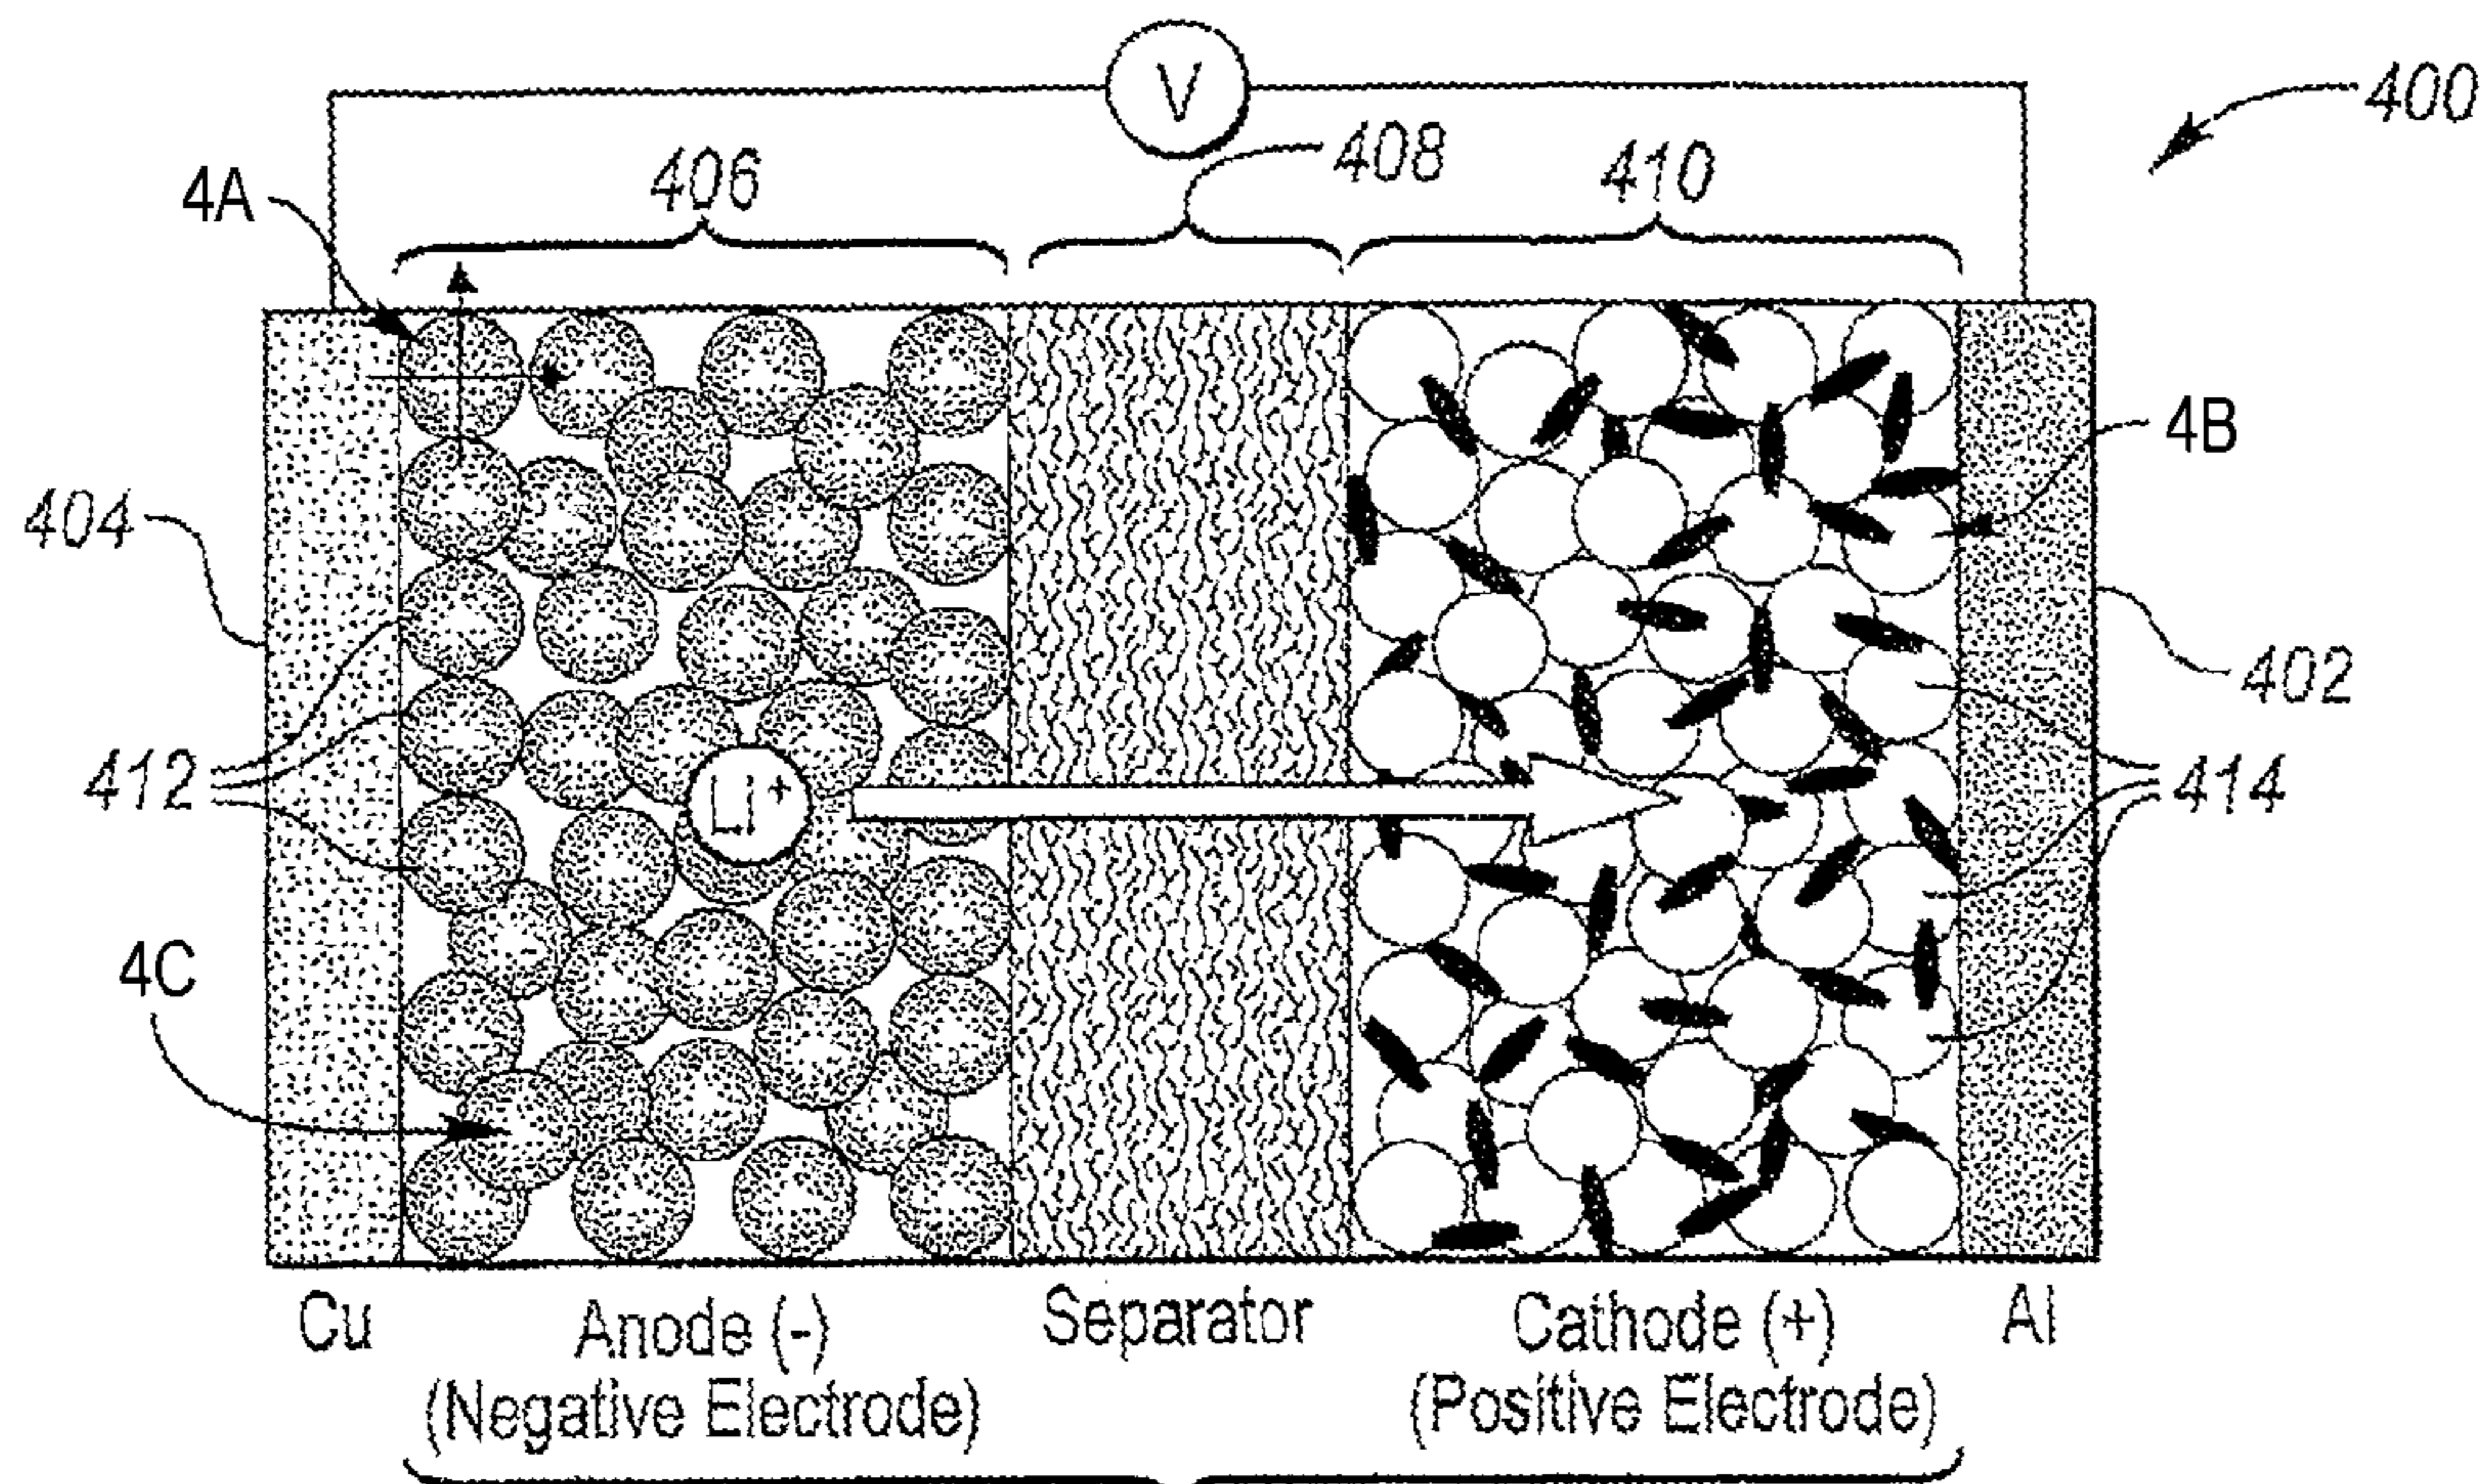 V
400
408
406
410
4A
4B
404
402
412
Li+
414
4C
Cu
Anode (-)
Separator
Cathode (+)
Al
(Negative Electrode)
(Positive Electrode)